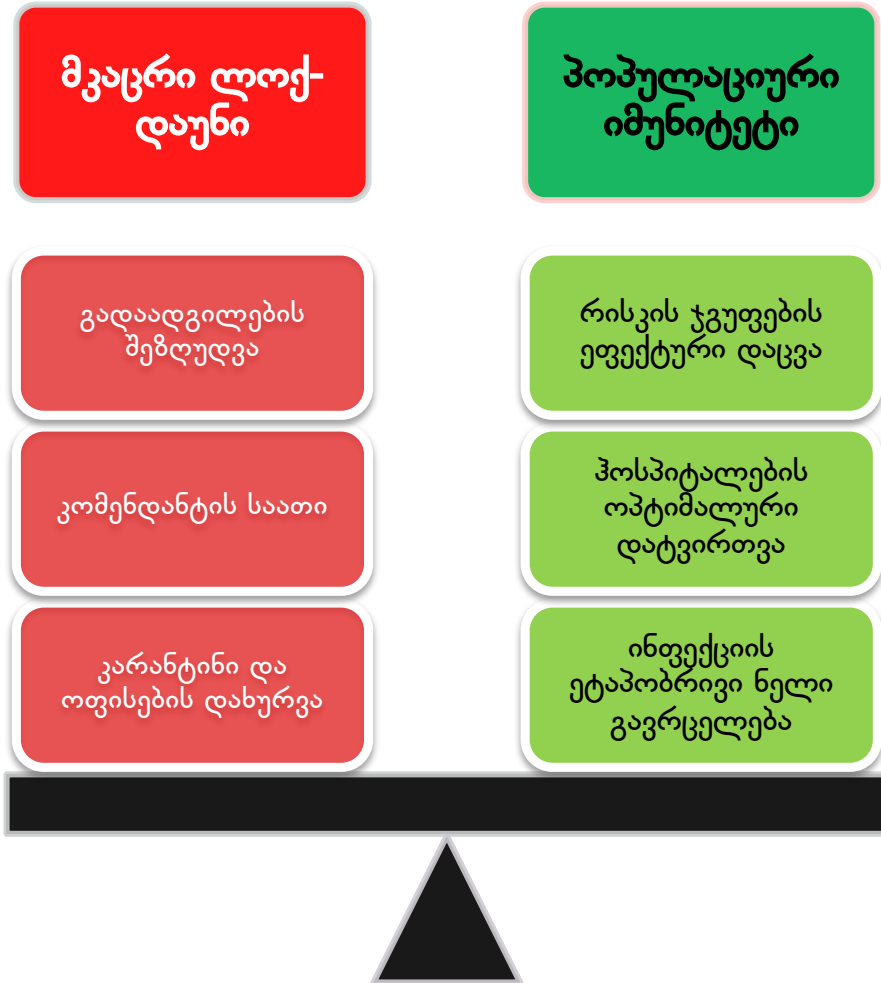 მკაცრი ლოქ-
დაუნი
პოპულაციური
იმუნიტეტი
გადაადგილების
შეზღუდვა
კომენდანტის საათი
კარანტინი და
ოფისების დახურვა
რისკის ჯგუფების
ეფექტური დაცვა
ჰოსპიტალების
ოპტიმალური
დატვირთვა
ინფექციის
ეტაპობრივი ნელი
გავრცელება